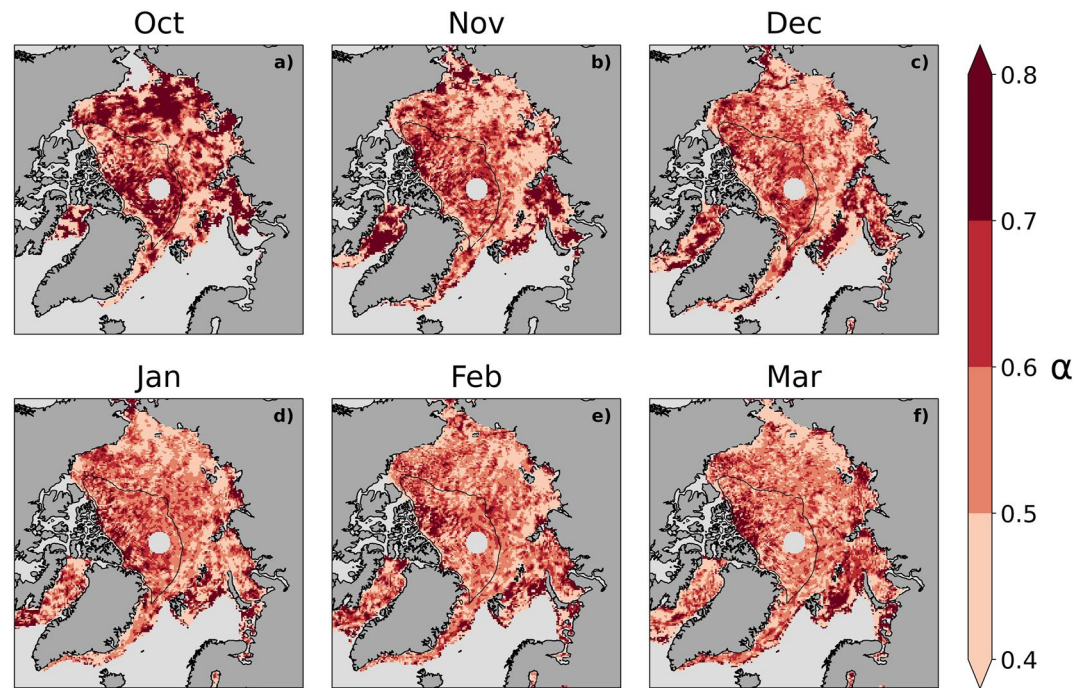 Oct Nov Dec
a) b) c)
0.8
0.7
0.6
α
0.5
0.4
Jan Feb Mar
d) e) f)